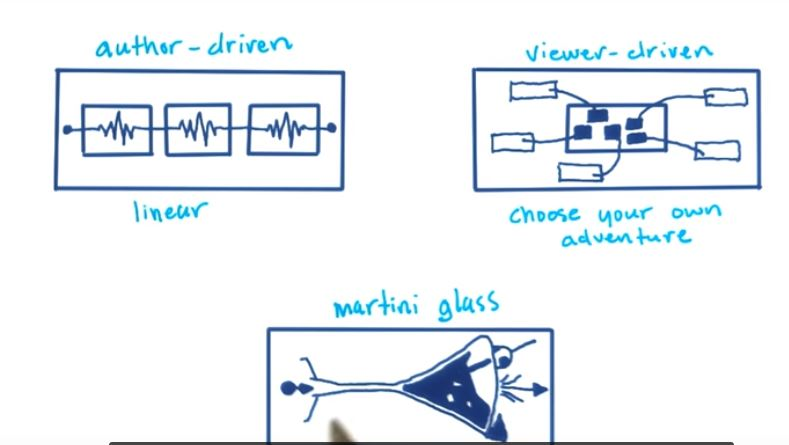 author-driven
viewer-driven
linear
choose your own
adventure
martini glass